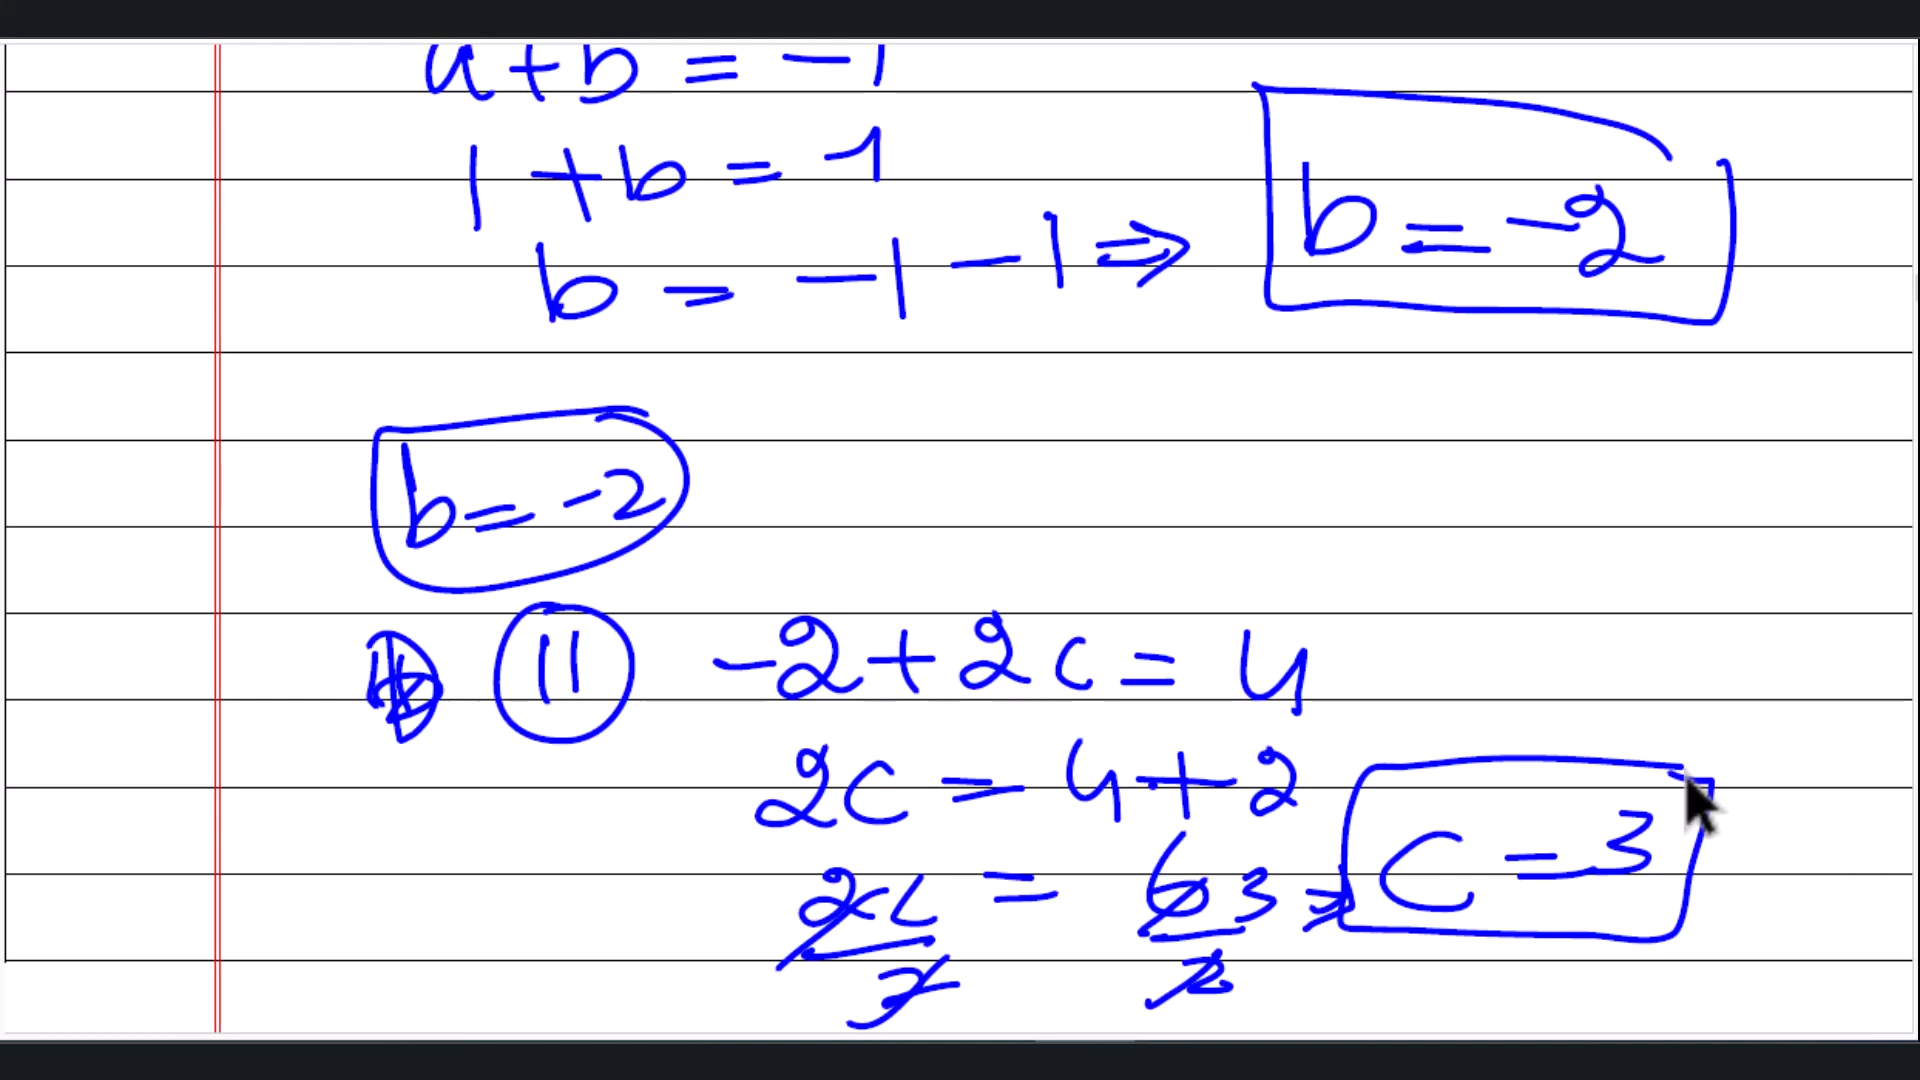 a+b = -1
1+b = -1
b = -1 -1 ⇒ b = -2
b = -2
11 -2+2c = 4
2c = 4+2
2c/2 = 6/2 3 ⇒ c = 3